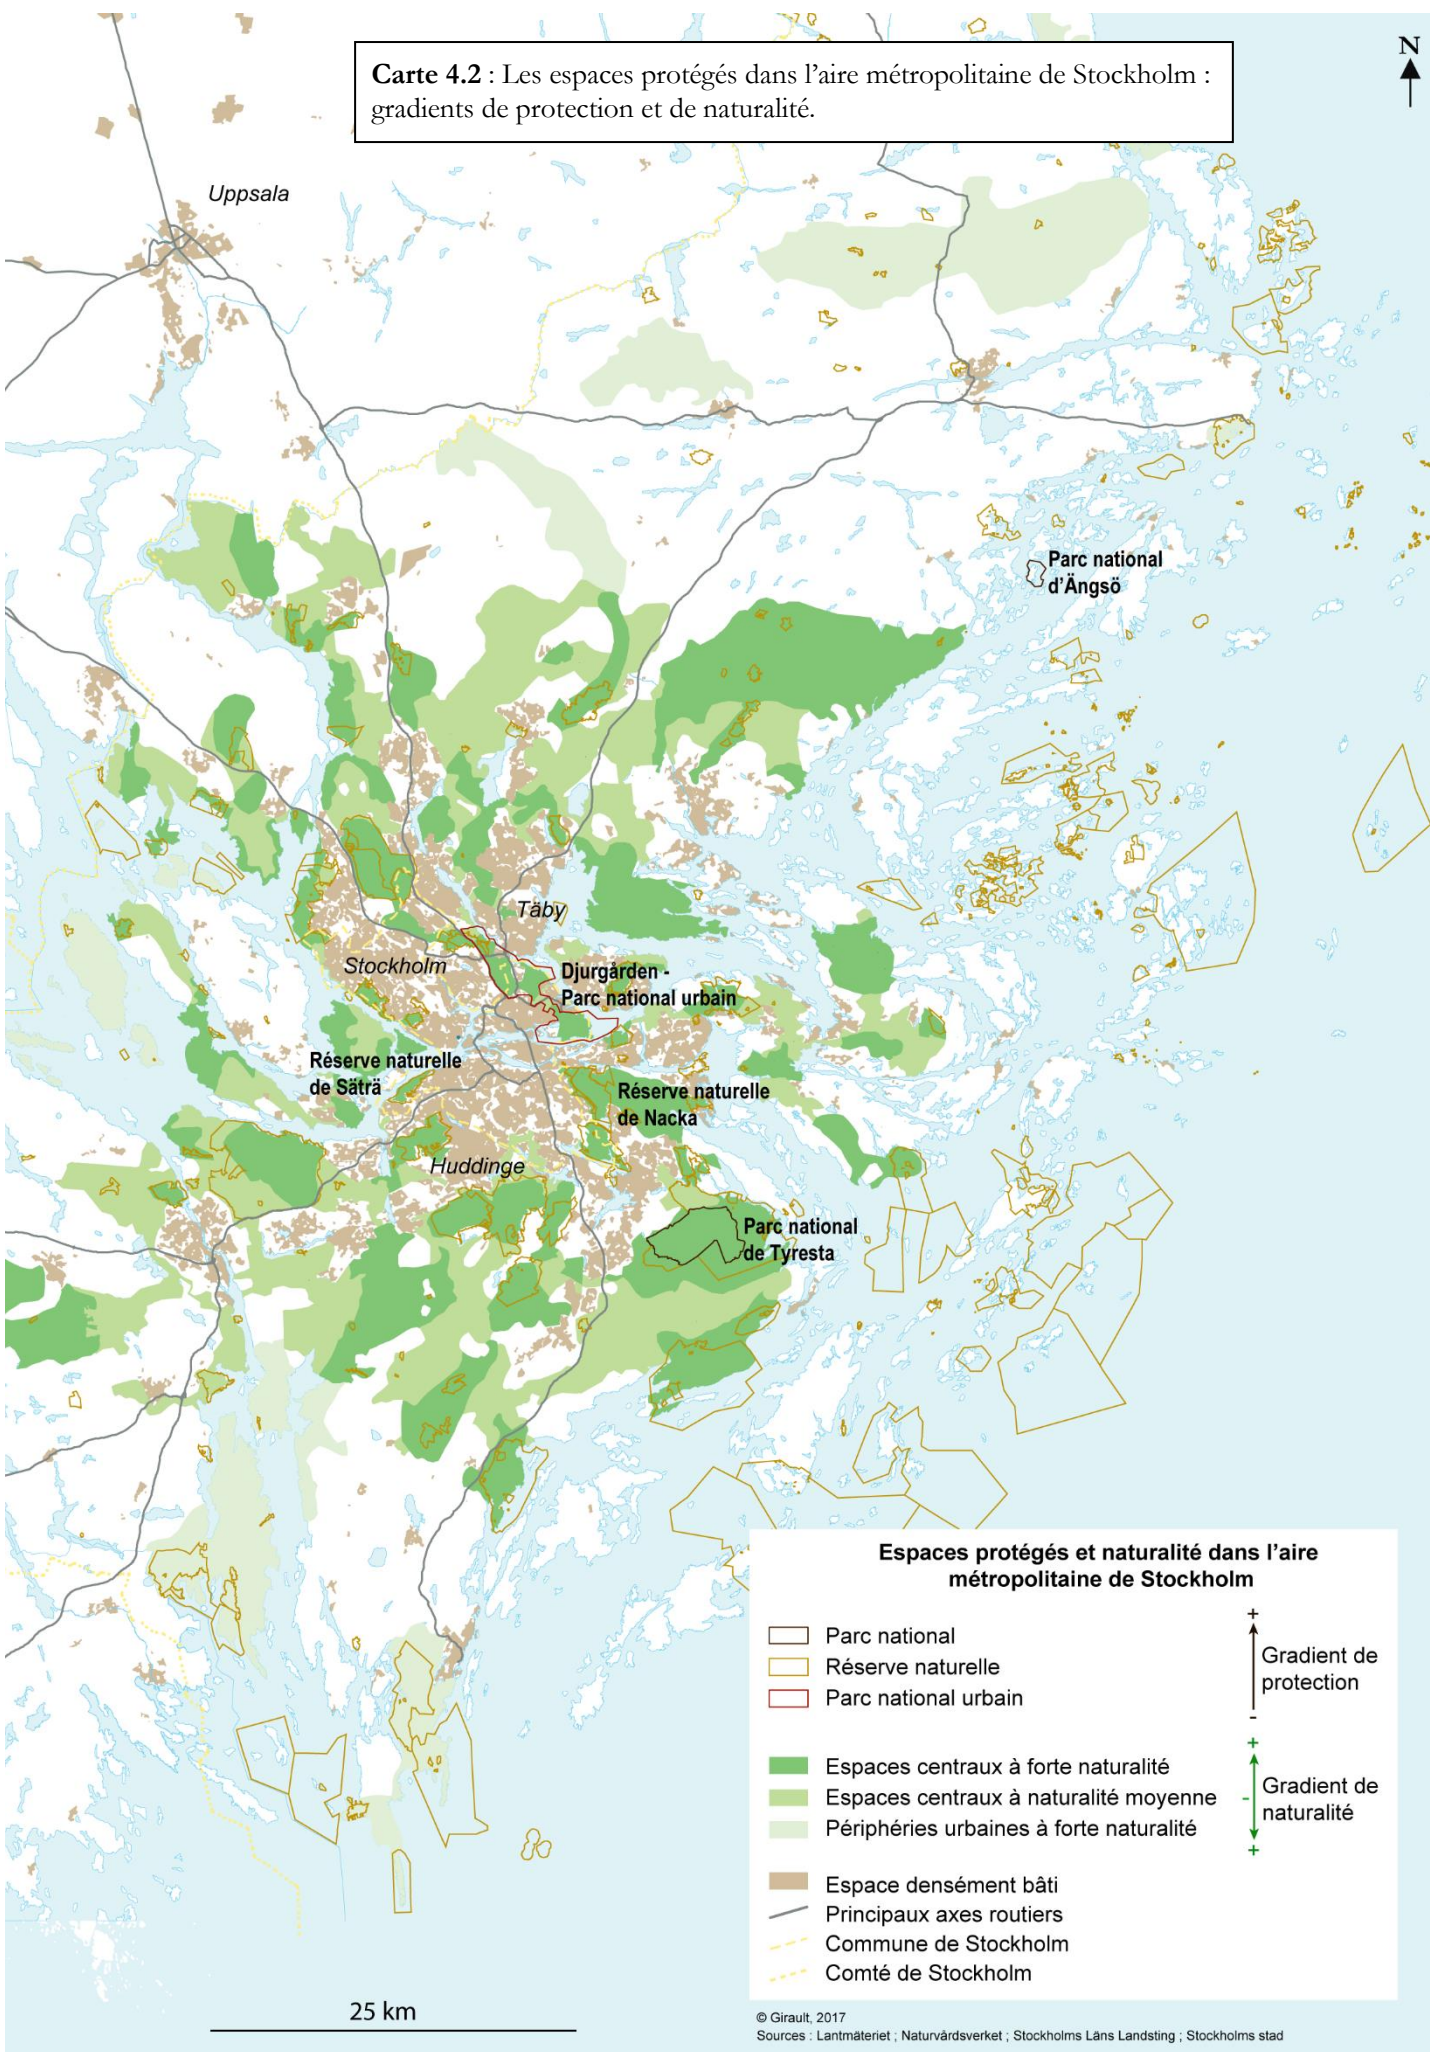 Carte 4.2 : Les espaces protégés dans l'aire métropolitaine de Stockholm :
gradients de protection et de naturalité.
N
Uppsala
Parc national
d'Ängsö
Täby
Stockholm
Djurgården -
Parc national urbain
Réserve naturelle
de Säträ
Réserve naturelle
de Nacka
Huddinge
Parc national
de Tyresta
Espaces protégés et naturalité dans l'aire
métropolitaine de Stockholm
Parc national
Réserve naturelle
Parc national urbain
+
Gradient de
protection
-
Espaces centraux à forte naturalité
Espaces centraux à naturalité moyenne
Périphéries urbaines à forte naturalité
+
-
Gradient de
naturalité
+
Espace densément bâti
Principaux axes routiers
Commune de Stockholm
Comté de Stockholm
25 km
© Girault, 2017
Sources : Lantmäteriet ; Naturvårdsverket ; Stockholms Läns Landsting ; Stockholms stad